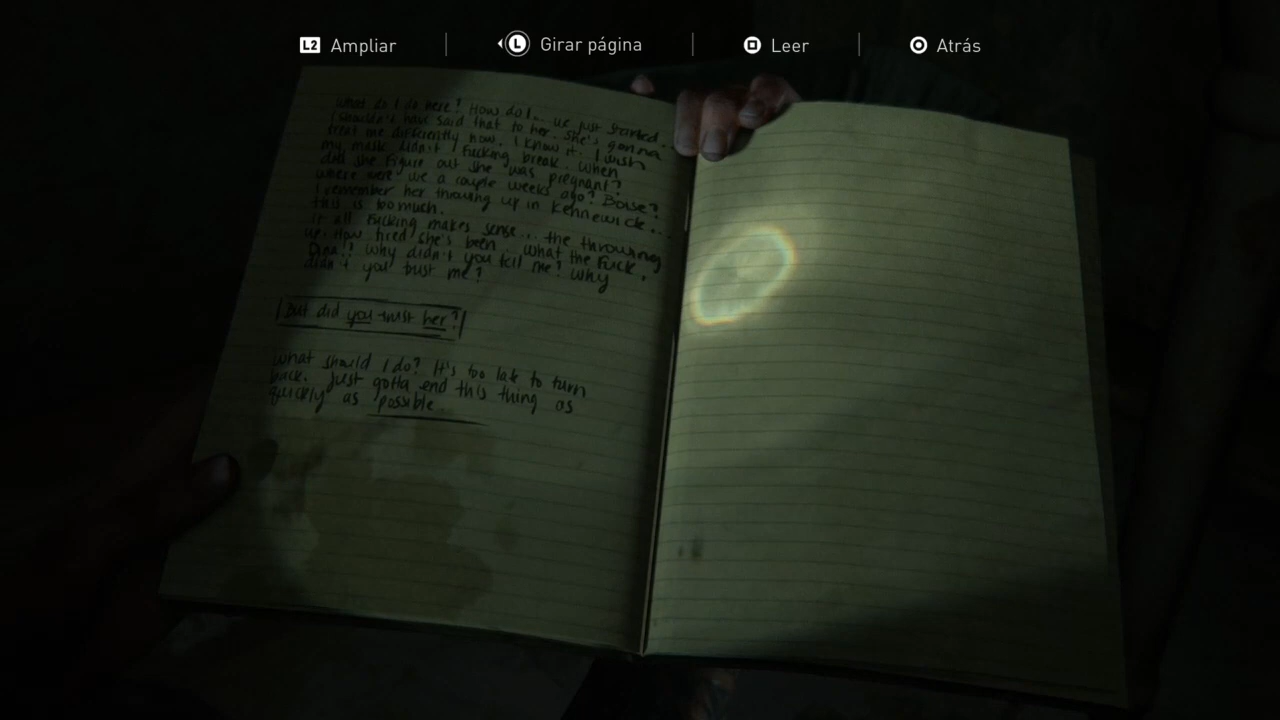 L2 Ampliar
L Girar página
Leer
Atrás
What do I do here? How do I... we just started.
I shouldn't have said that to her. She's gonna
treat me differently now. I know it. I wish
my mask didn't fucking break. When
did she figure out she was pregnant?
Where were we a couple weeks ago? Boise?
I remember her throwing up in Kennewick...
this is too much.
It all fucking makes sense... the throwing
up. How tired she's been. What the fuck,
Dina!! Why didn't you tell me? Why
didn't you trust me?
But did you trust her?
What should I do? It's too late to turn
back. Just gotta end this thing as
quickly as possible